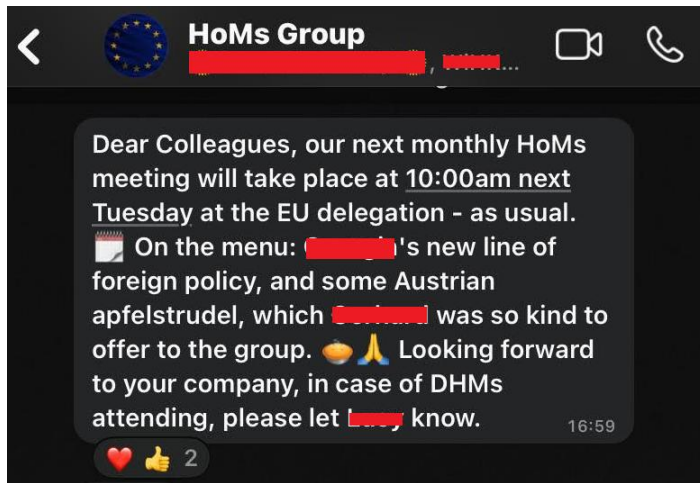 HoMs Group
Dear Colleagues, our next monthly HoMs
meeting will take place at 10:00am next
Tuesday at the EU delegation - as usual.
🗓️ On the menu: 's new line of
foreign policy, and some Austrian
apfelstrudel, which was so kind to
offer to the group. 🥧🙏 Looking forward
to your company, in case of DHMs
attending, please let know.
16:59
❤️👍 2